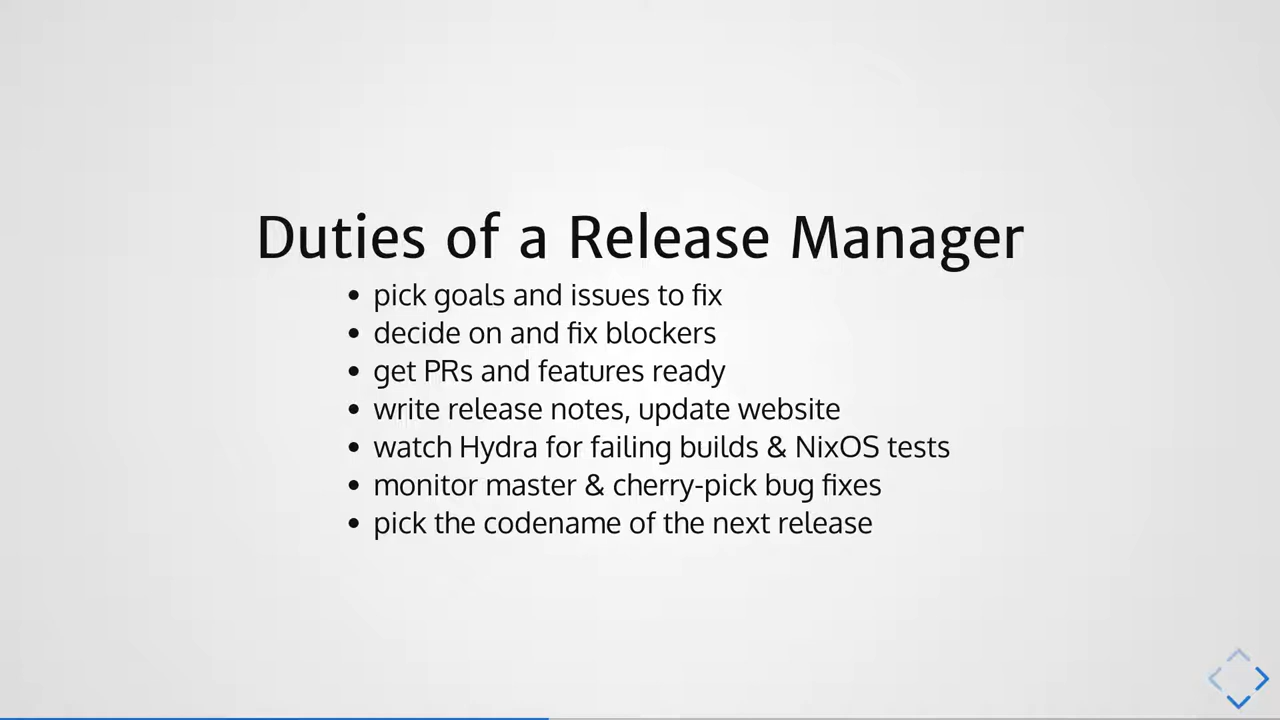 Duties of a Release Manager
• pick goals and issues to fix
• decide on and fix blockers
• get PRs and features ready
• write release notes, update website
• watch Hydra for failing builds & NixOS tests
• monitor master & cherry-pick bug fixes
• pick the codename of the next release